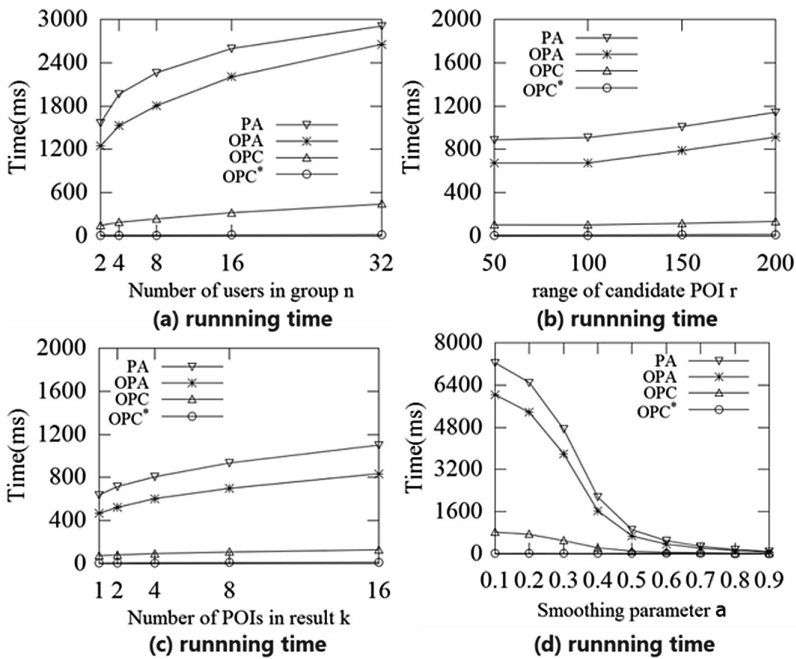 3000
2400
1800
1200
600
0
Time(ms)
PA
OPA
OPC
OPC*
2 4 8 16 32
Number of users in group n
(a) runnning time
2000
1600
1200
800
400
0
Time(ms)
PA
OPA
OPC
OPC*
50 100 150 200
range of candidate POI r
(b) runnning time
2000
1600
1200
800
400
0
Time(ms)
PA
OPA
OPC
OPC*
1 2 4 8 16
Number of POIs in result k
(c) runnning time
8000
6400
4800
3200
1600
0
Time(ms)
PA
OPA
OPC
OPC*
0.1 0.2 0.3 0.4 0.5 0.6 0.7 0.8 0.9
Smoothing parameter a
(d) runnning time